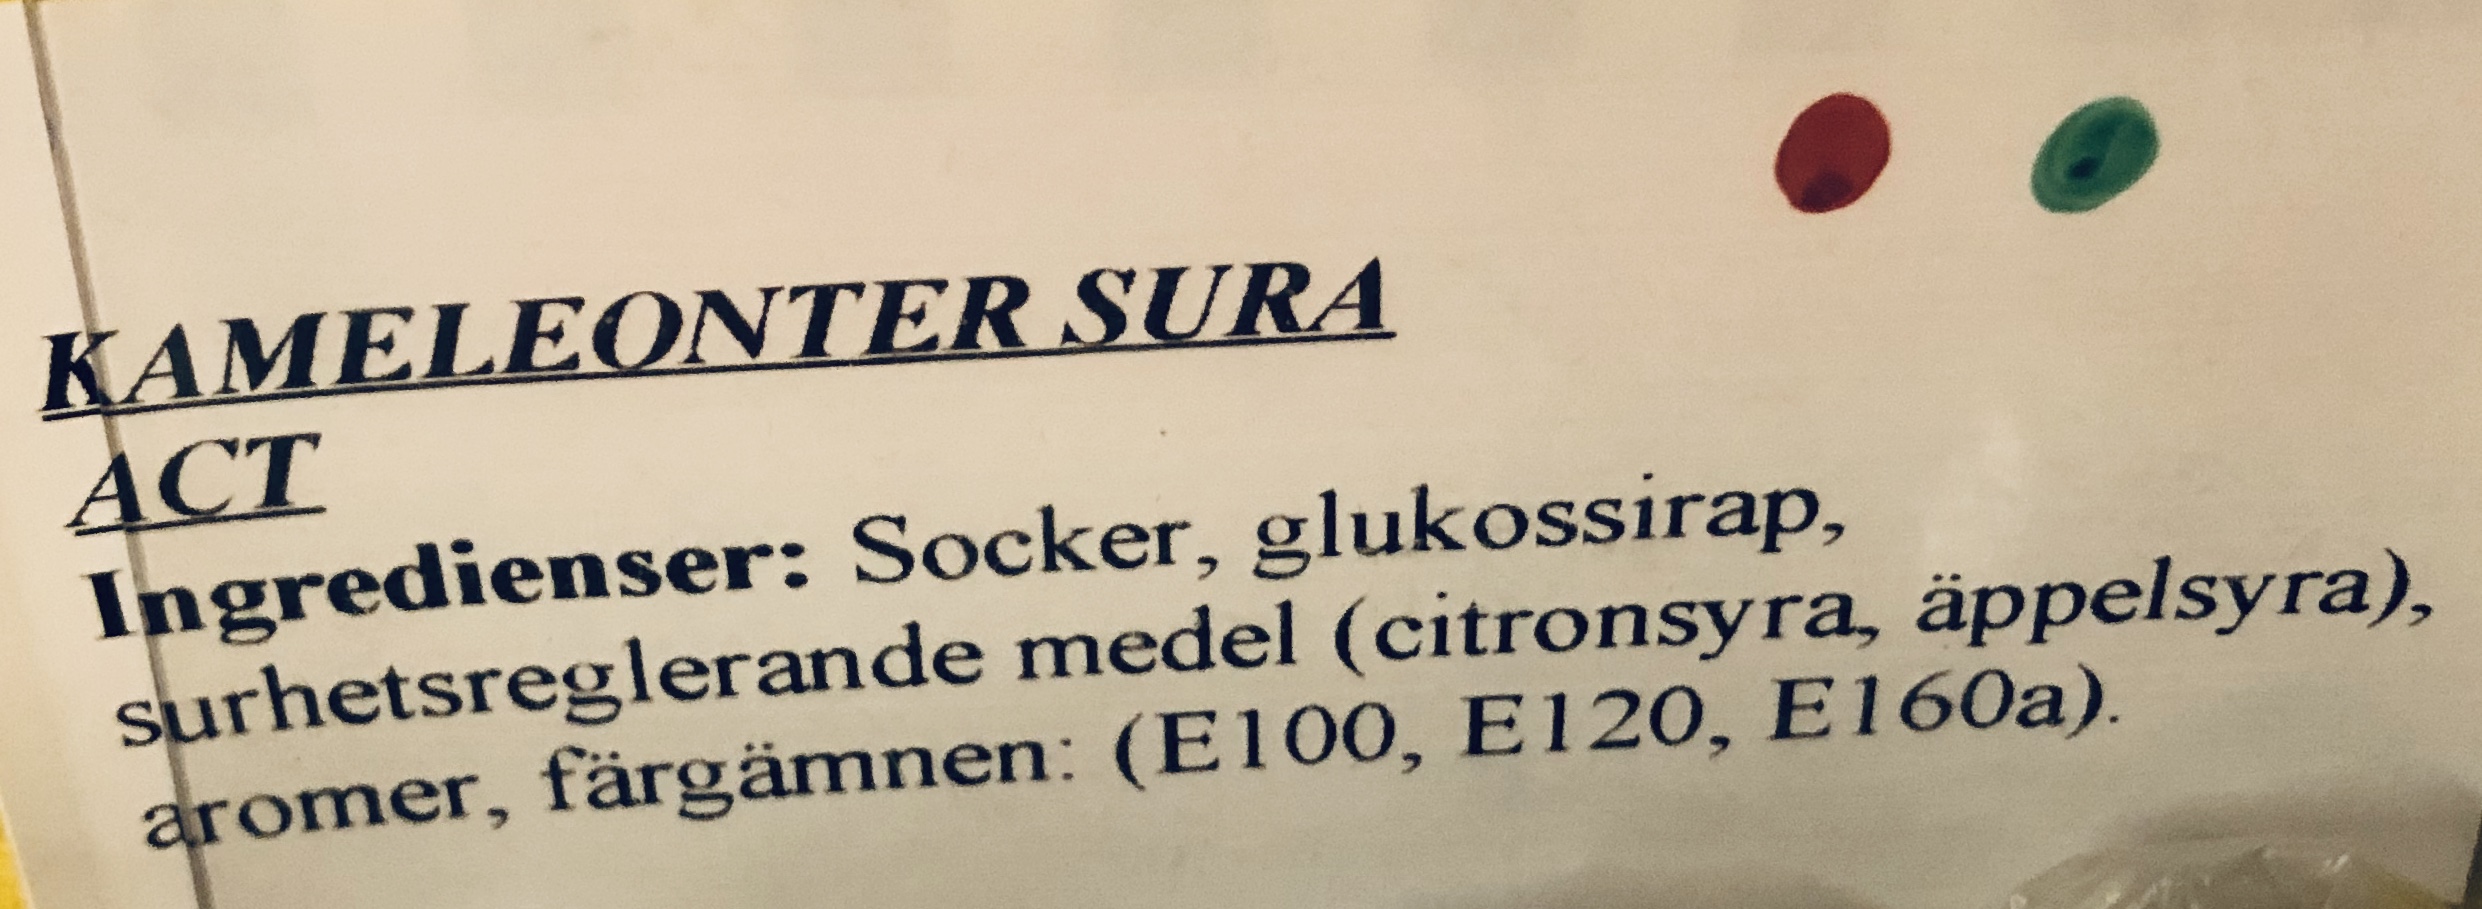 KAMELEONTER SURA
ACT
Ingredienser: Socker, glukossirap,
surhetsreglerande medel (citronsyra, äppelsyra),
aromer, färgämnen: (E100, E120, E160a).